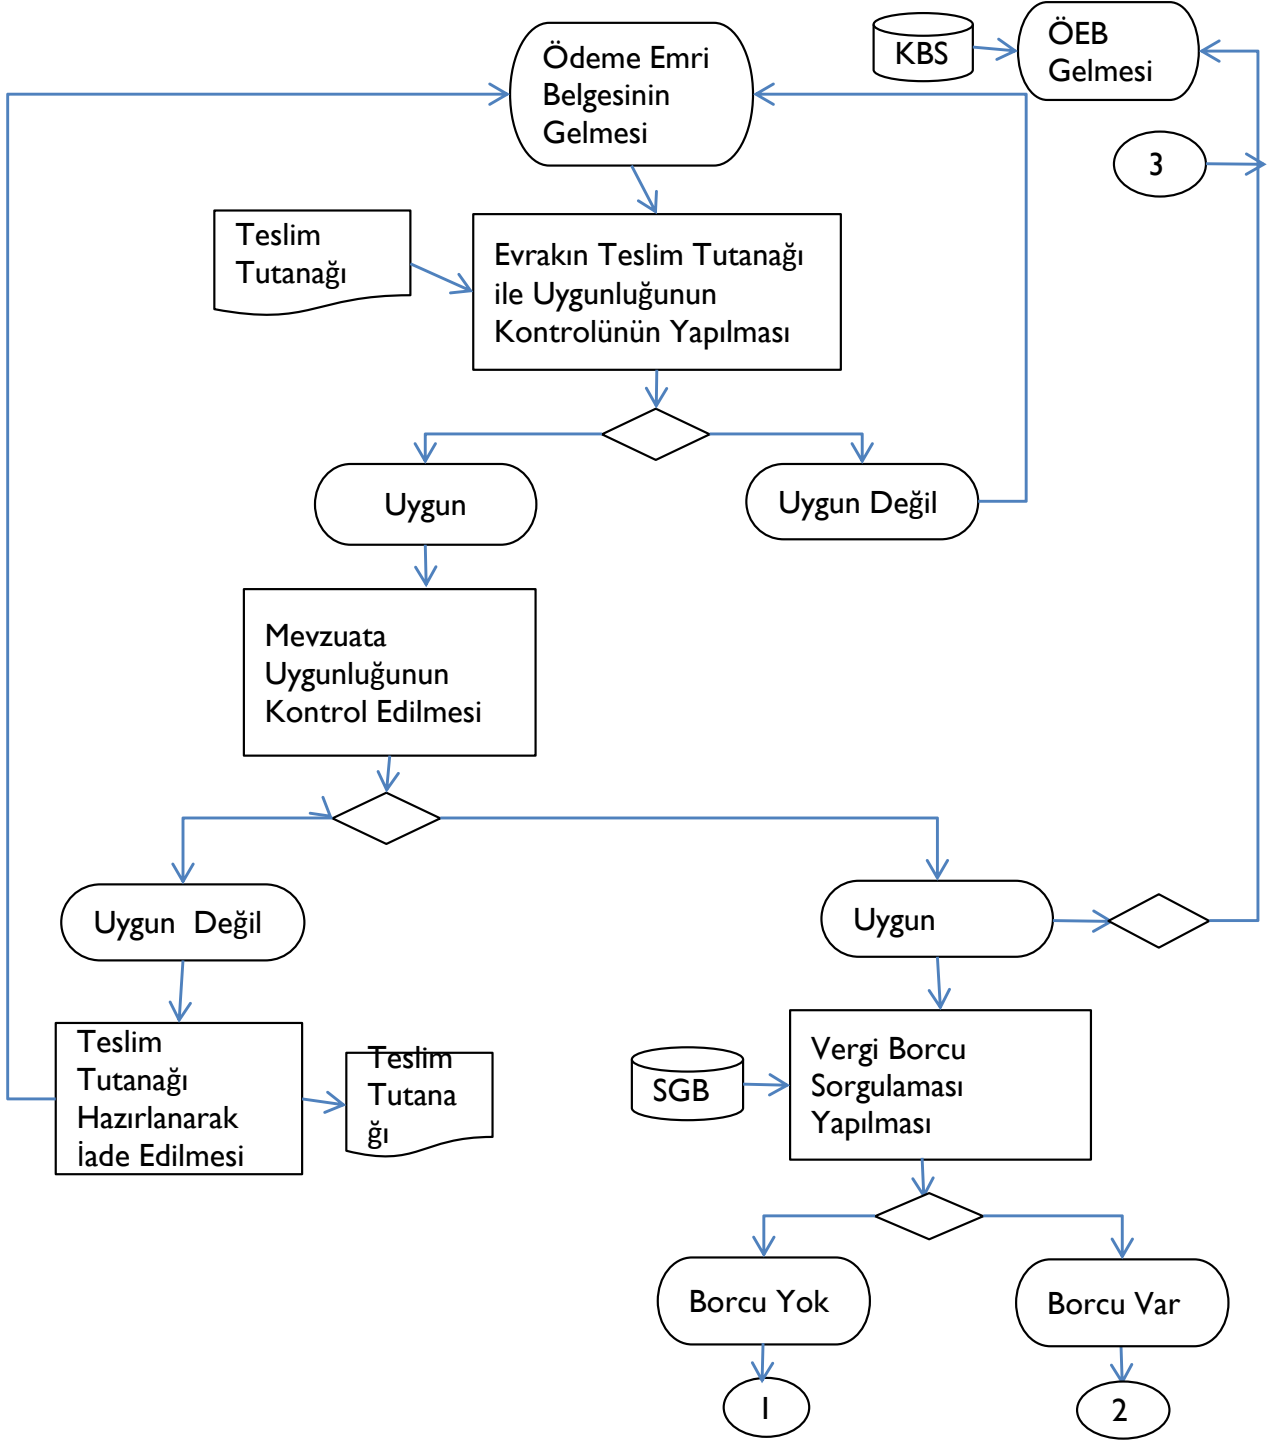 Ödeme Emri
Belgesinin
Gelmesi
KBS
ÖEB
Gelmesi
3
Teslim
Tutanağı
Evrakın Teslim Tutanağı
ile Uygunluğunun
Kontrolünün Yapılması
Uygun
Uygun Değil
Mevzuata
Uygunluğunun
Kontrol Edilmesi
Uygun Değil
Uygun
Teslim
Tutanağı
Hazırlanarak
İade Edilmesi
Teslim
Tutana
ğı
SGB
Vergi Borcu
Sorgulaması
Yapılması
Borcu Yok
Borcu Var
1
2